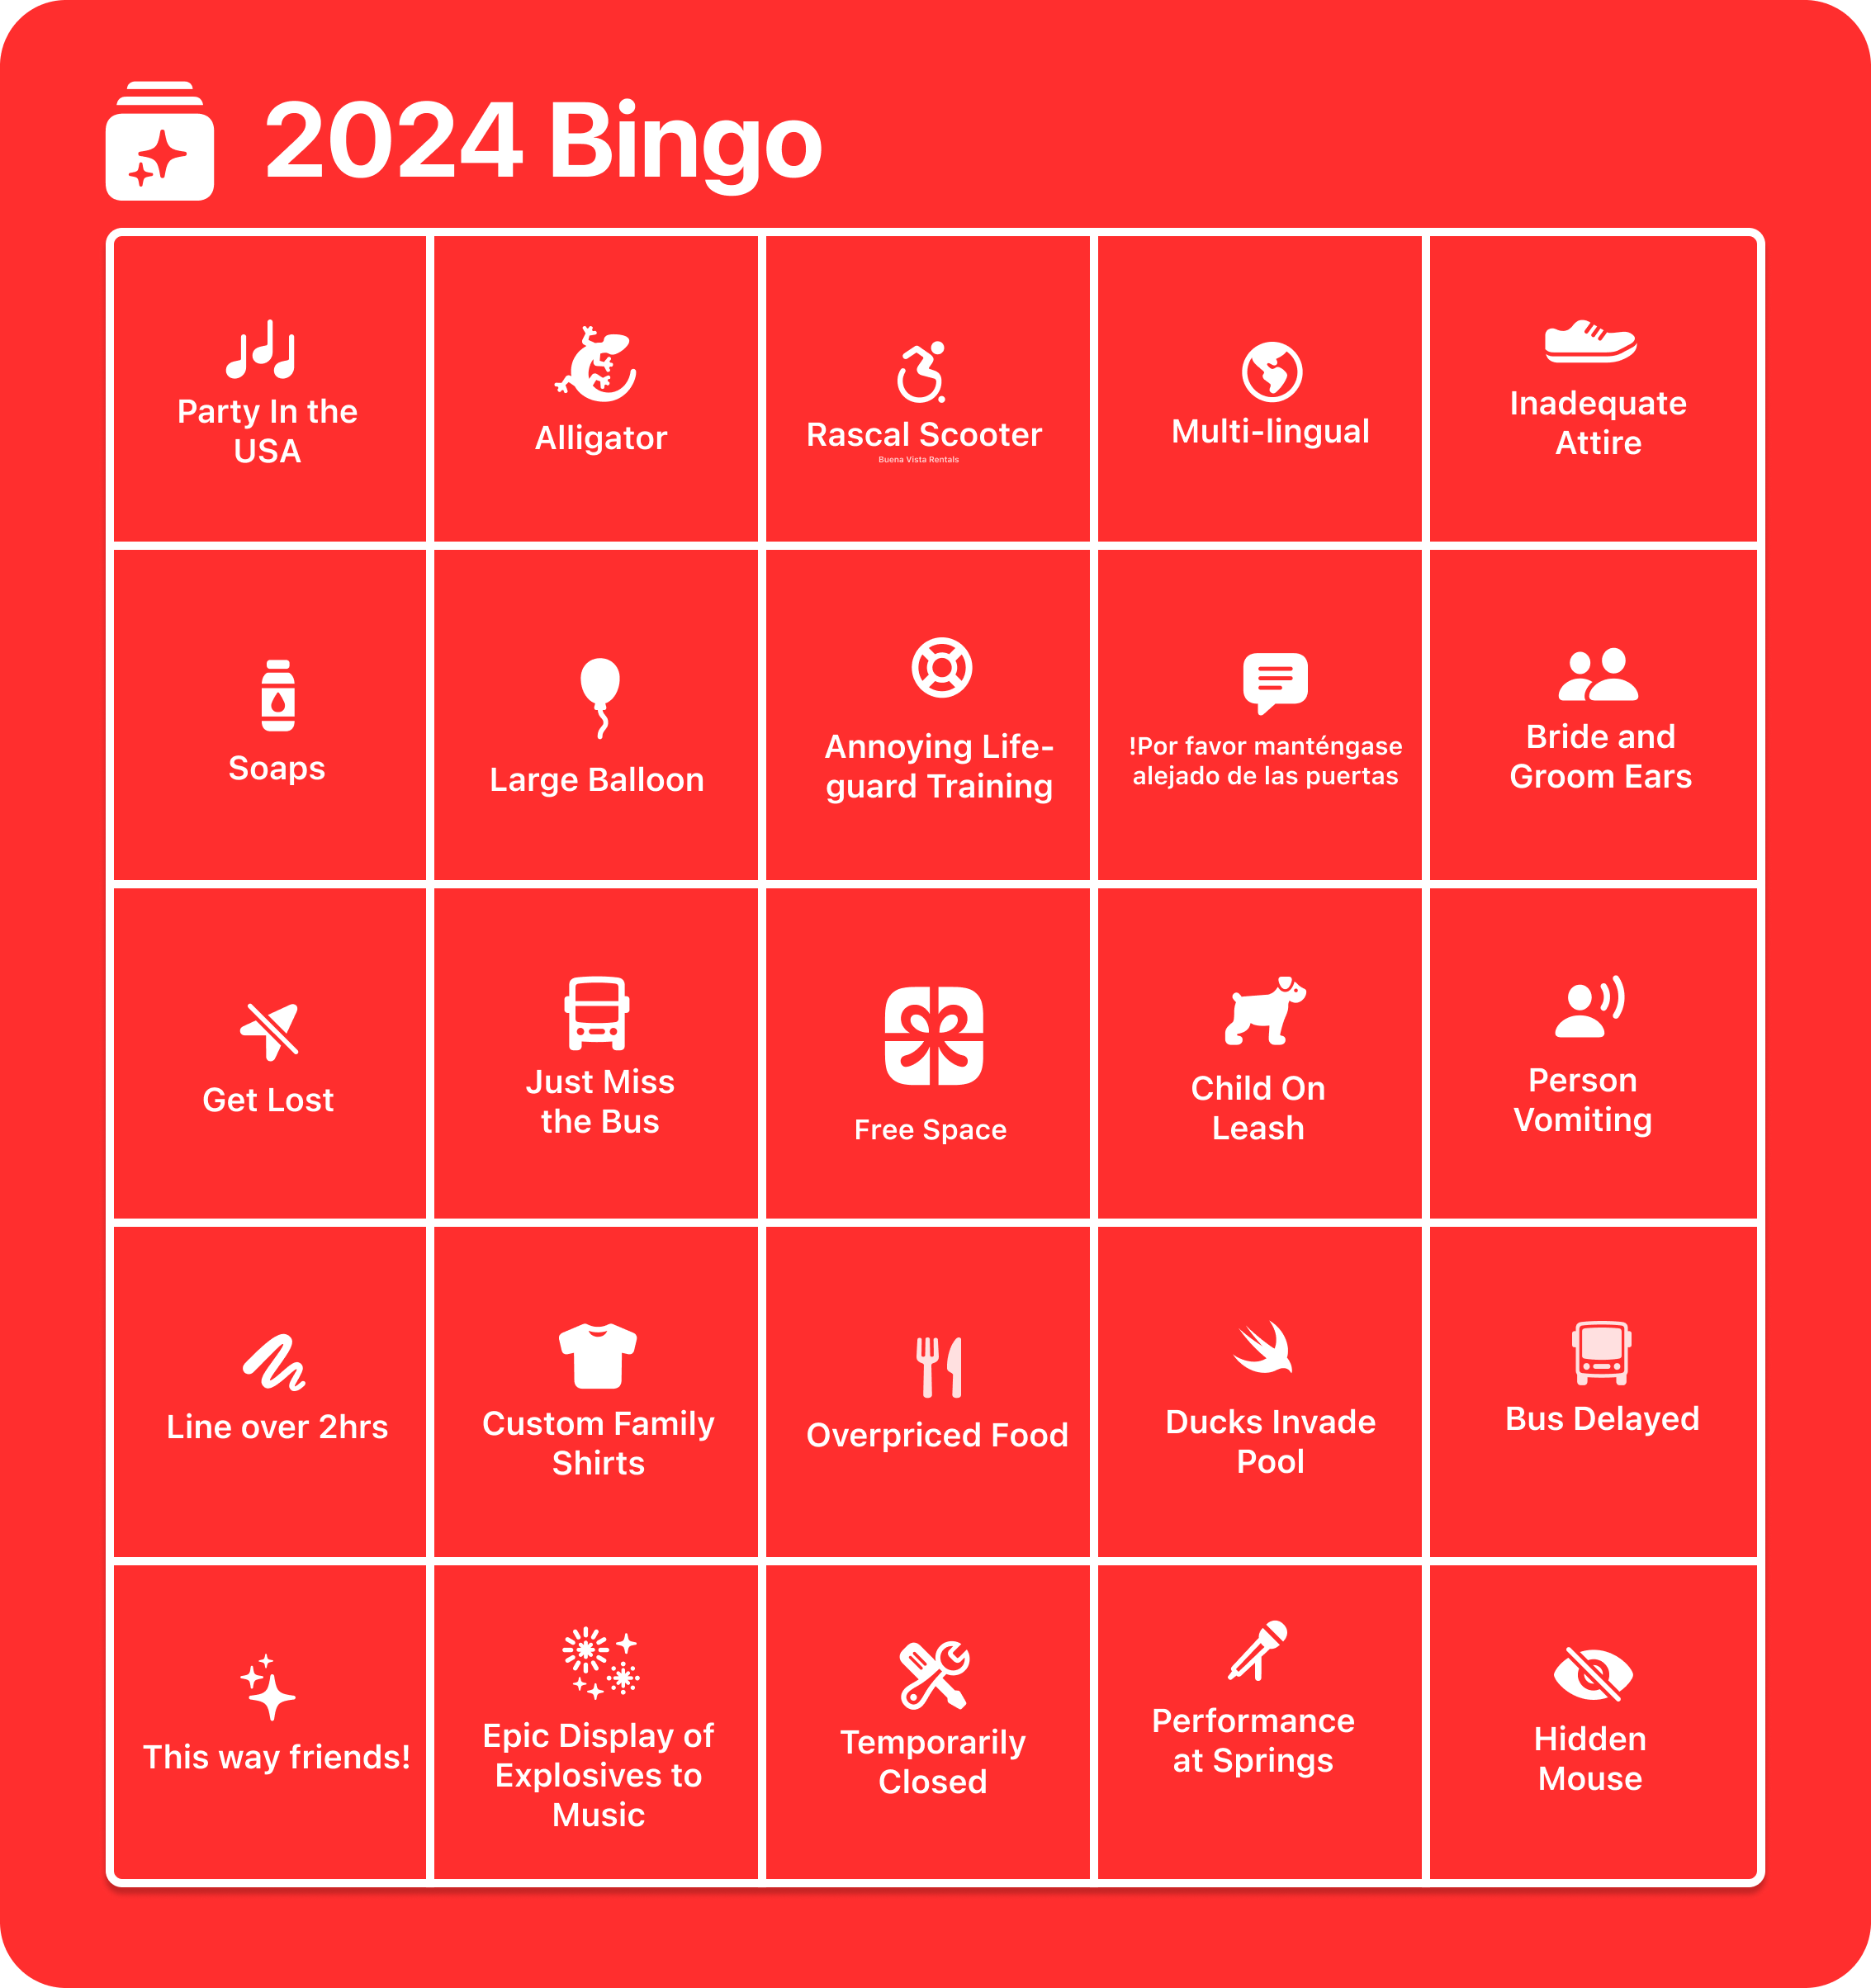 2024 Bingo
Party In the
USA
Alligator
Rascal Scooter
Buena Vista Rentals
Multi-lingual
Inadequate
Attire
Soaps
Large Balloon
Annoying Life-
guard Training
!Por favor manténgase
alejado de las puertas
Bride and
Groom Ears
Get Lost
Just Miss
the Bus
Free Space
Child On
Leash
Person
Vomiting
Line over 2hrs
Custom Family
Shirts
Overpriced Food
Ducks Invade
Pool
Bus Delayed
This way friends!
Epic Display of
Explosives to
Music
Temporarily
Closed
Performance
at Springs
Hidden
Mouse